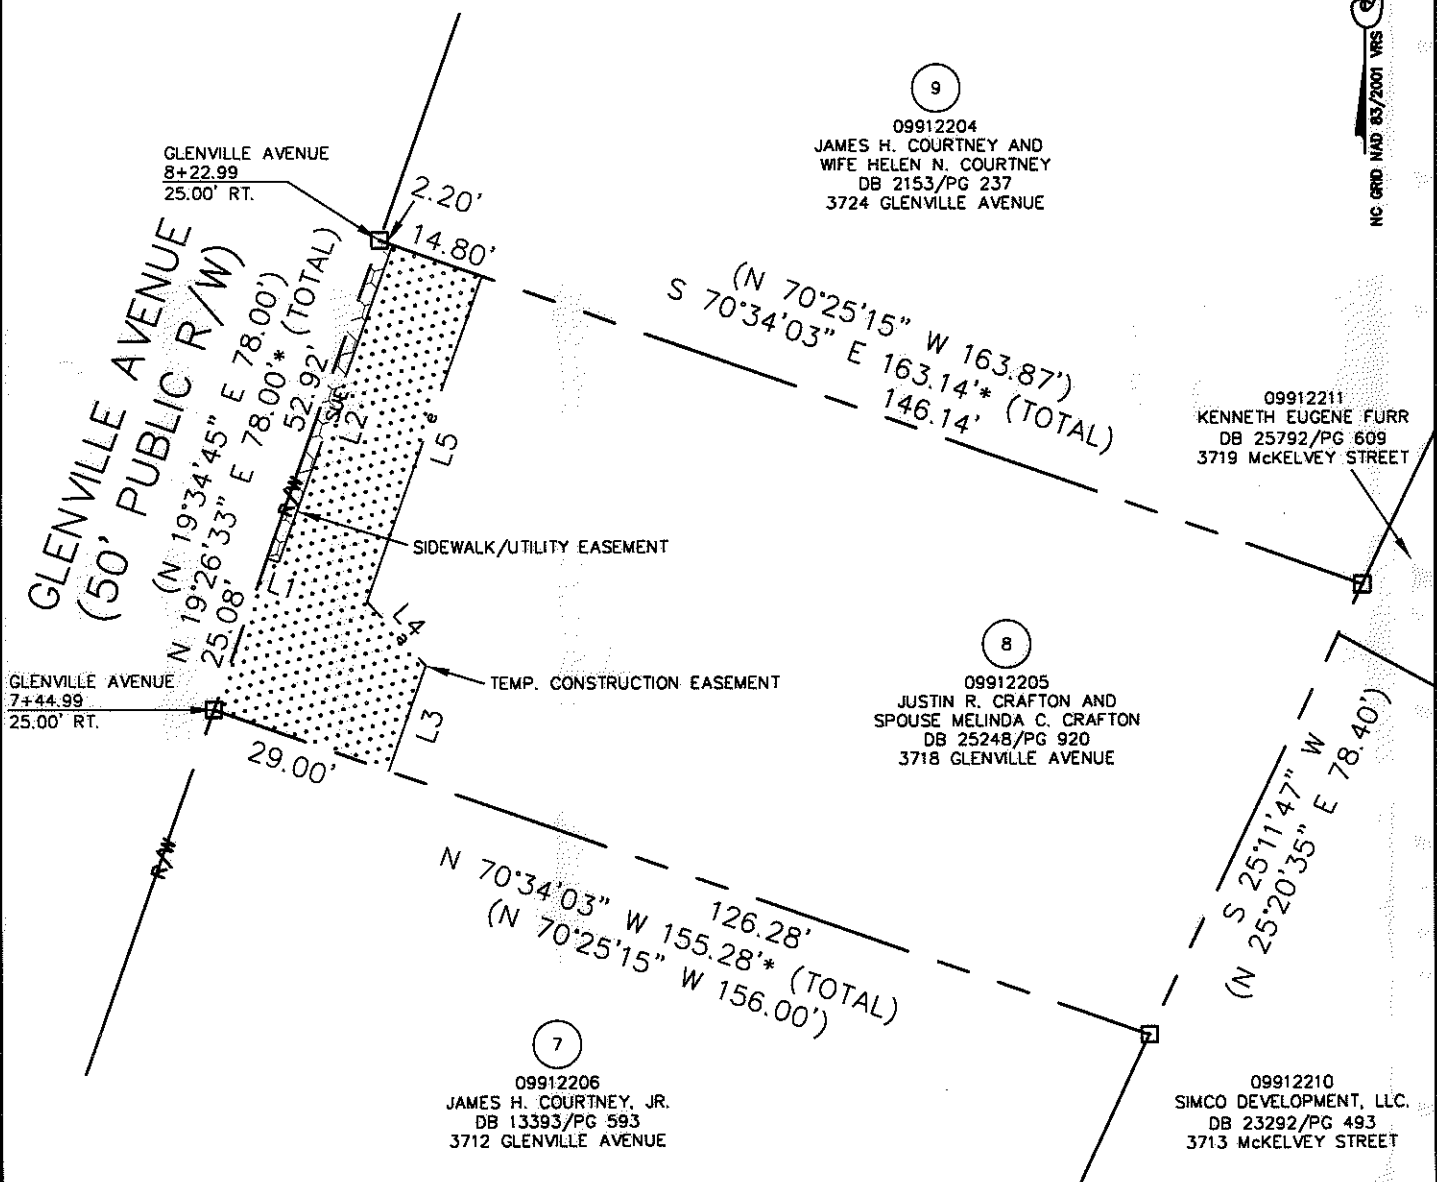 NC GRID NAD 83/2001 VRS
9
09912204
JAMES H. COURTNEY AND
WIFE HELEN N. COURTNEY
DB 2153/PG 237
3724 GLENVILLE AVENUE
GLENVILLE AVENUE
8+22.99
25.00' RT.
2.20'
14.80'
GLENVILLE AVENUE
(50' PUBLIC R/W)
(N 19°34'45" E 78.00')
N 19°26'33" E 78.00'* (TOTAL)
25.08'
52.92'
R/W
SUE
L1
L2
L5
e
L4
e
L3
(N 70°25'15" W 163.87')
S 70°34'03" E 163.14'* (TOTAL)
146.14'
09912211
KENNETH EUGENE FURR
DB 25792/PG 609
3719 McKELVEY STREET
SIDEWALK/UTILITY EASEMENT
TEMP. CONSTRUCTION EASEMENT
8
09912205
JUSTIN R. CRAFTON AND
SPOUSE MELINDA C. CRAFTON
DB 25248/PG 920
3718 GLENVILLE AVENUE
GLENVILLE AVENUE
7+44.99
25.00' RT.
29.00'
R/W
126.28'
N 70°34'03" W 155.28'* (TOTAL)
(N 70°25'15" W 156.00')
S 25°11'47" W
(N 25°20'35" E 78.40')
7
09912206
JAMES H. COURTNEY, JR.
DB 13393/PG 593
3712 GLENVILLE AVENUE
09912210
SIMCO DEVELOPMENT, LLC.
DB 23292/PG 493
3713 McKELVEY STREET